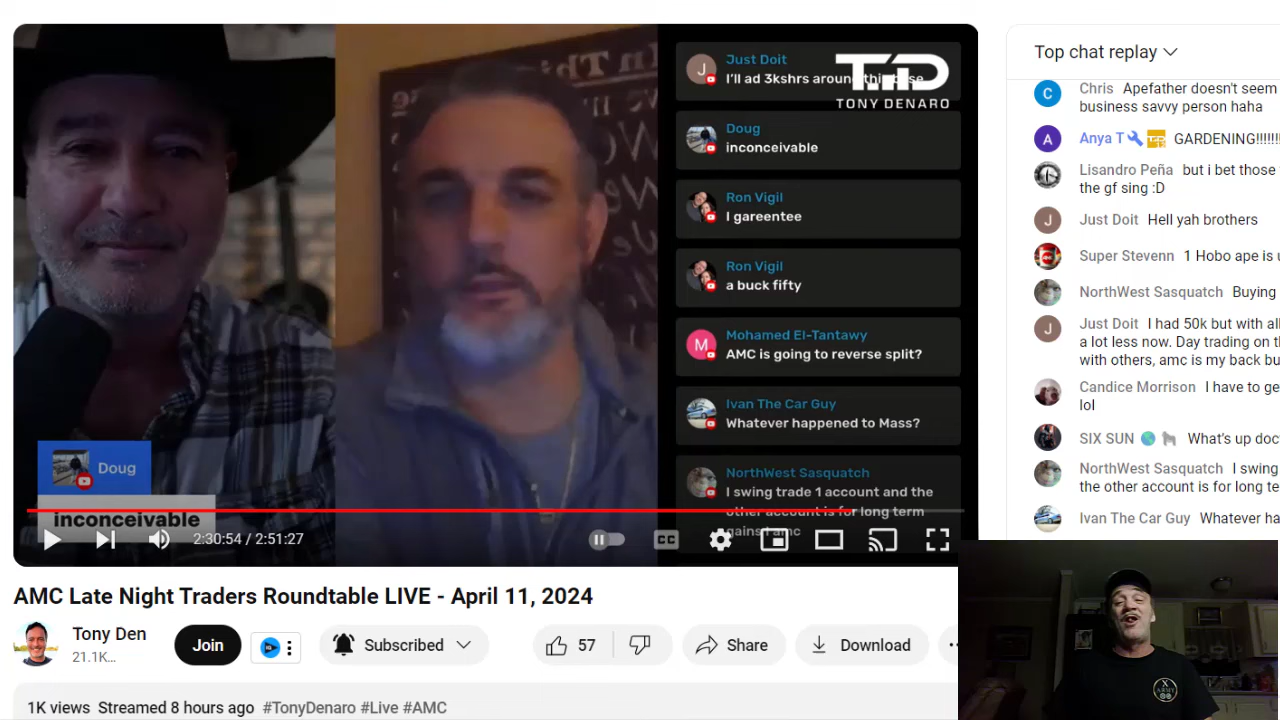 Just Doit
I'll ad 3kshrs around this
TMD
TONY DENARO
Doug
inconceivable
Ron Vigil
I gareentee
Ron Vigil
a buck fifty
Mohamed El-Tantawy
AMC is going to reverse split?
Ivan The Car Guy
Whatever happened to Mass?
NorthWest Sasquatch
I swing trade 1 account and the
other account is for long term
gains amc
Doug
inconceivable
2:30:54 / 2:51:27
CC
AMC Late Night Traders Roundtable LIVE - April 11, 2024
Tony Den
21.1K...
Join
Subscribed
57
Share
Download
1K views Streamed 8 hours ago #TonyDenaro #Live #AMC
Top chat replay
Chris Apefather doesn't seem
business savvy person haha
Anya T GARDENING!!!!!!!
Lisandro Peña but i bet those
the gf sing :D
Just Doit Hell yah brothers
Super Stevenn 1 Hobo ape is u
NorthWest Sasquatch Buying
Just Doit I had 50k but with all
a lot less now. Day trading on th
with others, amc is my back bu
Candice Morrison I have to ge
lol
SIX SUN What's up doc
NorthWest Sasquatch I swing
the other account is for long te
Ivan The Car Guy Whatever ha
X
ARMY